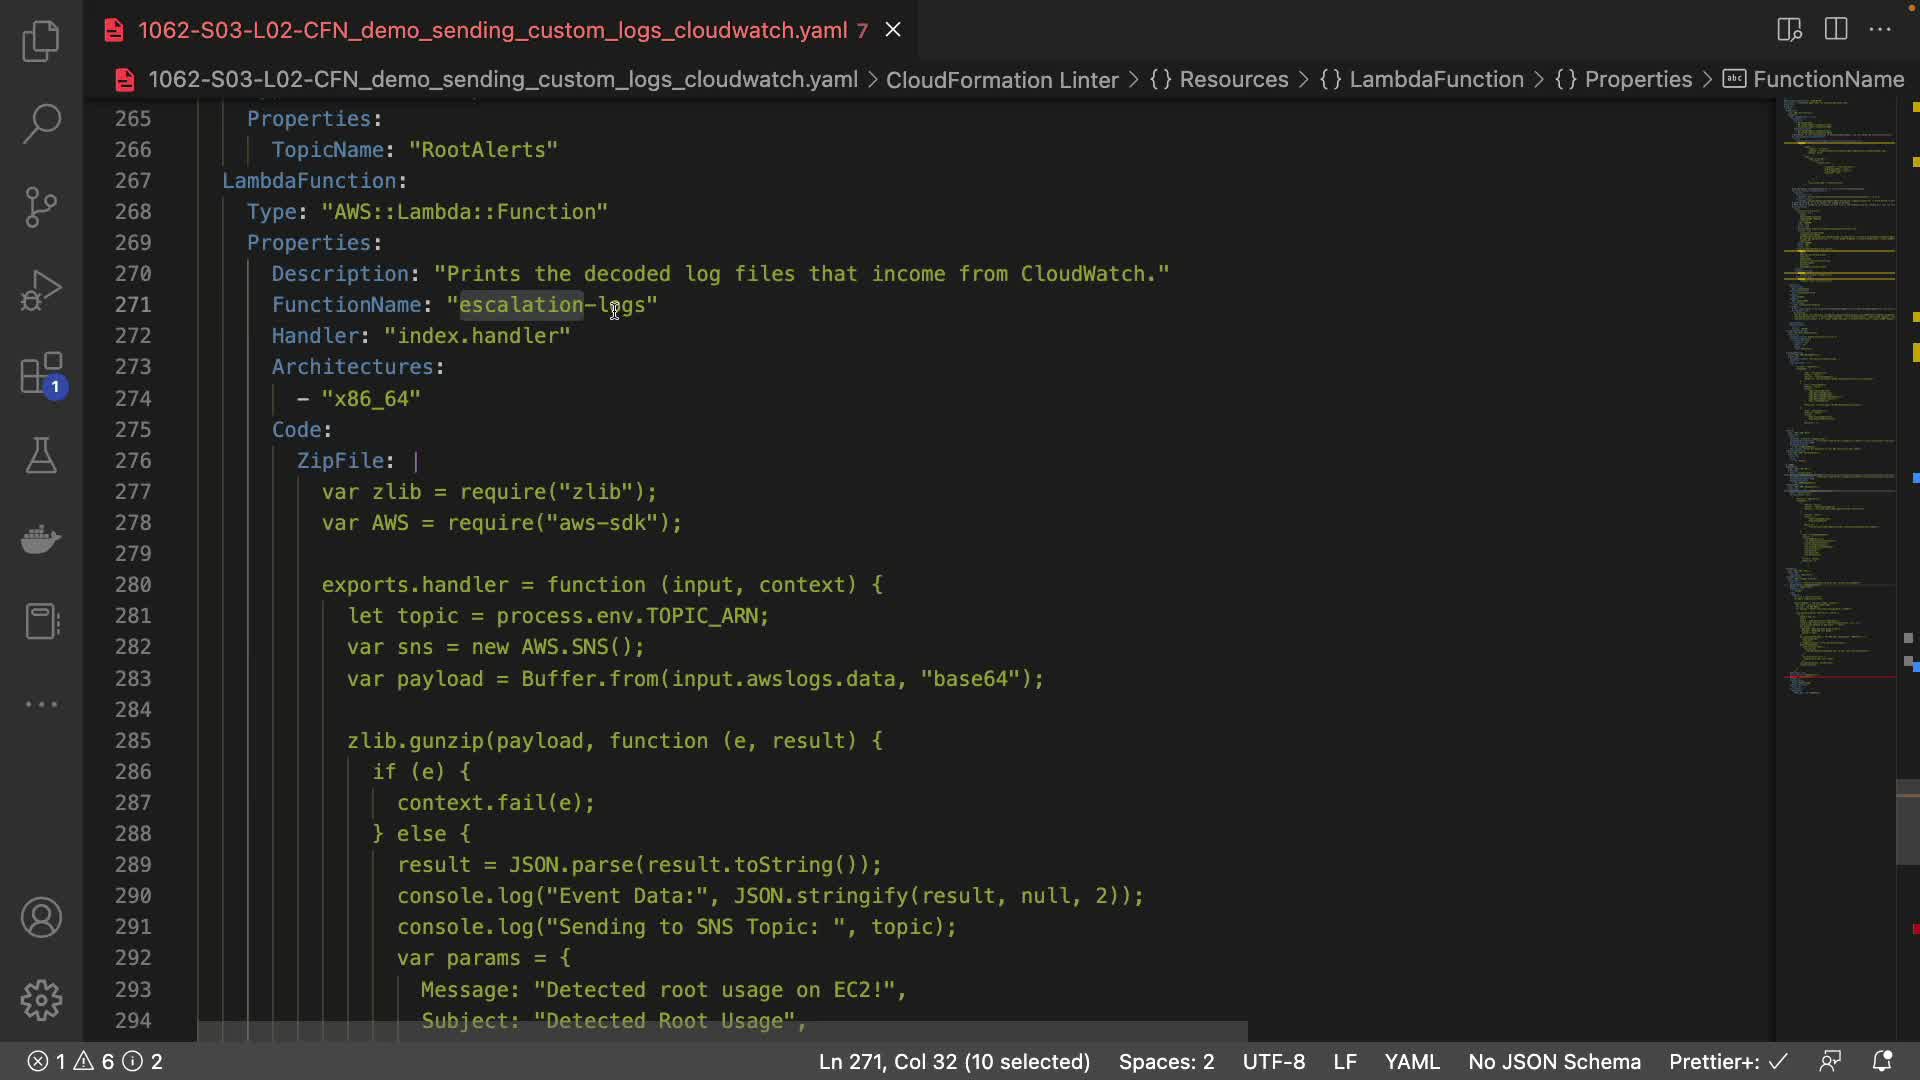 1062-S03-L02-CFN_demo_sending_custom_logs_cloudwatch.yaml 7
1062-S03-L02-CFN_demo_sending_custom_logs_cloudwatch.yaml > CloudFormation Linter > {} Resources > {} LambdaFunction > {} Properties > abc FunctionName
265 Properties:
266 TopicName: "RootAlerts"
267 LambdaFunction:
268 Type: "AWS::Lambda::Function"
269 Properties:
270 Description: "Prints the decoded log files that income from CloudWatch."
271 FunctionName: "escalation-logs"
272 Handler: "index.handler"
273 Architectures:
274 - "x86_64"
275 Code:
276 ZipFile: |
277 var zlib = require("zlib");
278 var AWS = require("aws-sdk");
279
280 exports.handler = function (input, context) {
281 let topic = process.env.TOPIC_ARN;
282 var sns = new AWS.SNS();
283 var payload = Buffer.from(input.awslogs.data, "base64");
284
285 zlib.gunzip(payload, function (e, result) {
286 if (e) {
287 context.fail(e);
288 } else {
289 result = JSON.parse(result.toString());
290 console.log("Event Data:", JSON.stringify(result, null, 2));
291 console.log("Sending to SNS Topic: ", topic);
292 var params = {
293 Message: "Detected root usage on EC2!",
294 Subject: "Detected Root Usage",
1
1 6 2 Ln 271, Col 32 (10 selected) Spaces: 2 UTF-8 LF YAML No JSON Schema Prettier+: ✓